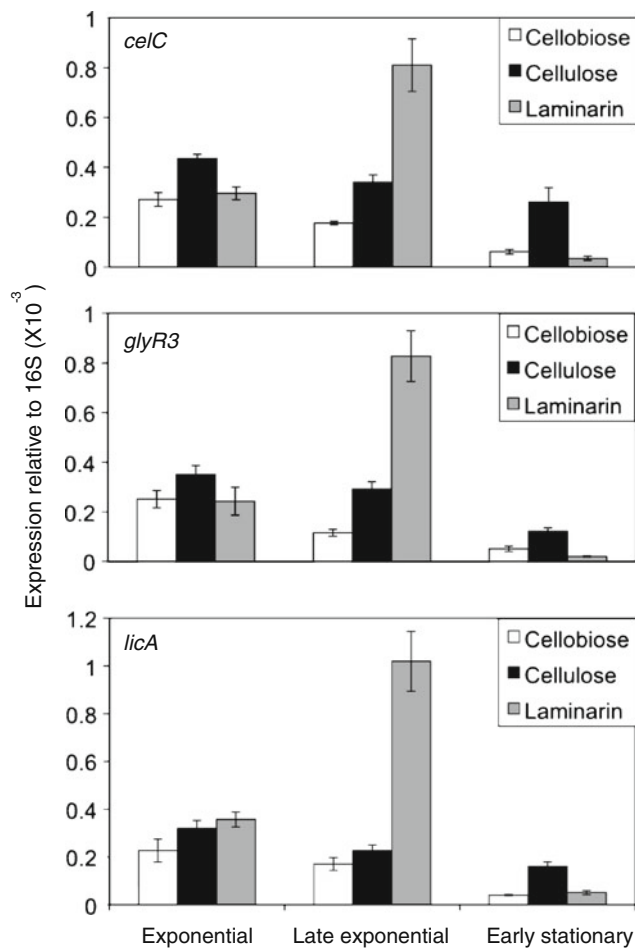 Expression relative to 16S (X10⁻³)
celC
1
0.8
0.6
0.4
0.2
0
Cellobiose
Cellulose
Laminarin
glyR3
1
0.8
0.6
0.4
0.2
0
Cellobiose
Cellulose
Laminarin
licA
1.2
1
0.8
0.6
0.4
0.2
0
Cellobiose
Cellulose
Laminarin
Exponential Late exponential Early stationary